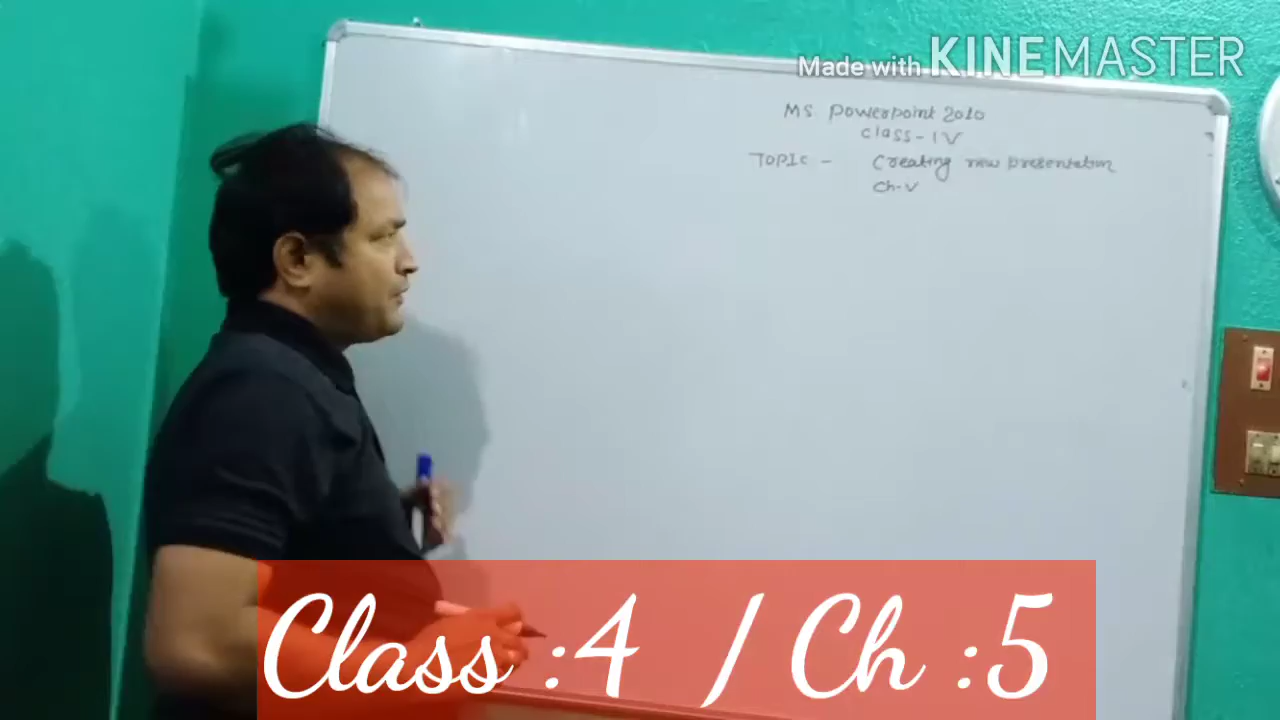 Made with KINEMASTER
MS. Powerpoint 2010
Class - IV
TOPIC - Creating new presentation
Ch-V
Class :4 / Ch :5